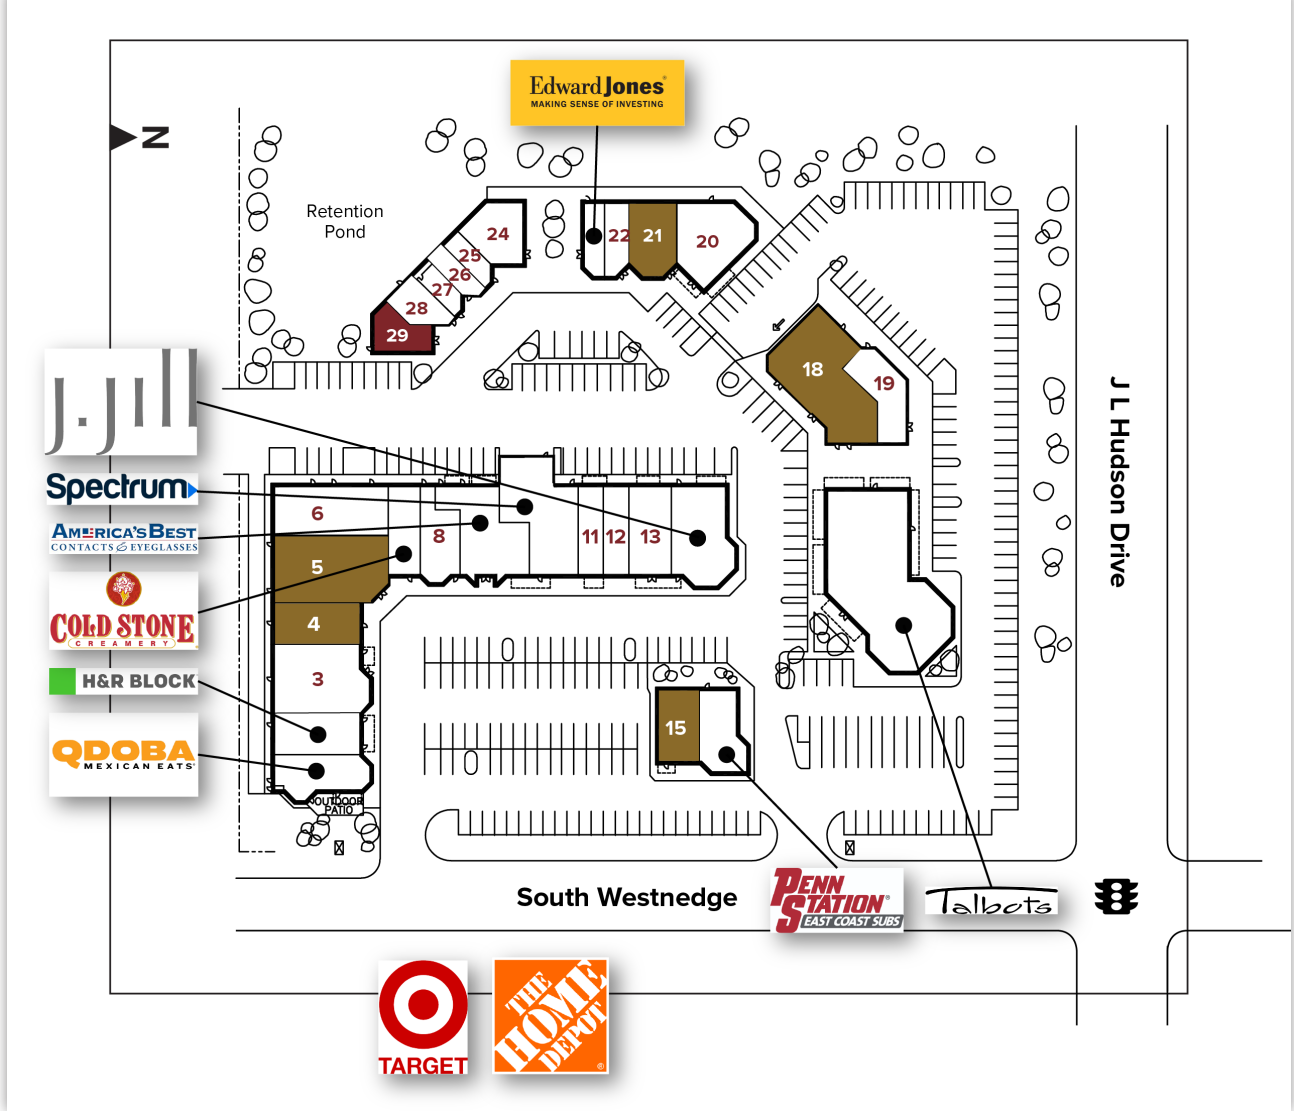 Edward Jones®
MAKING SENSE OF INVESTING
N
Retention
Pond
24
25
26
27
28
29
22
21
20
18
19
J L Hudson Drive
J.Jill
Spectrum
AMERICA'S BEST
CONTACTS & EYEGLASSES
COLD STONE
CREAMERY
H&R BLOCK
QDOBA
MEXICAN EATS®
6
5
4
3
8
11
12
13
15
OUTDOOR
PATIO
South Westnedge
PENN
STATION®
EAST COAST SUBS
Talbots
TARGET
THE
HOME
DEPOT
®